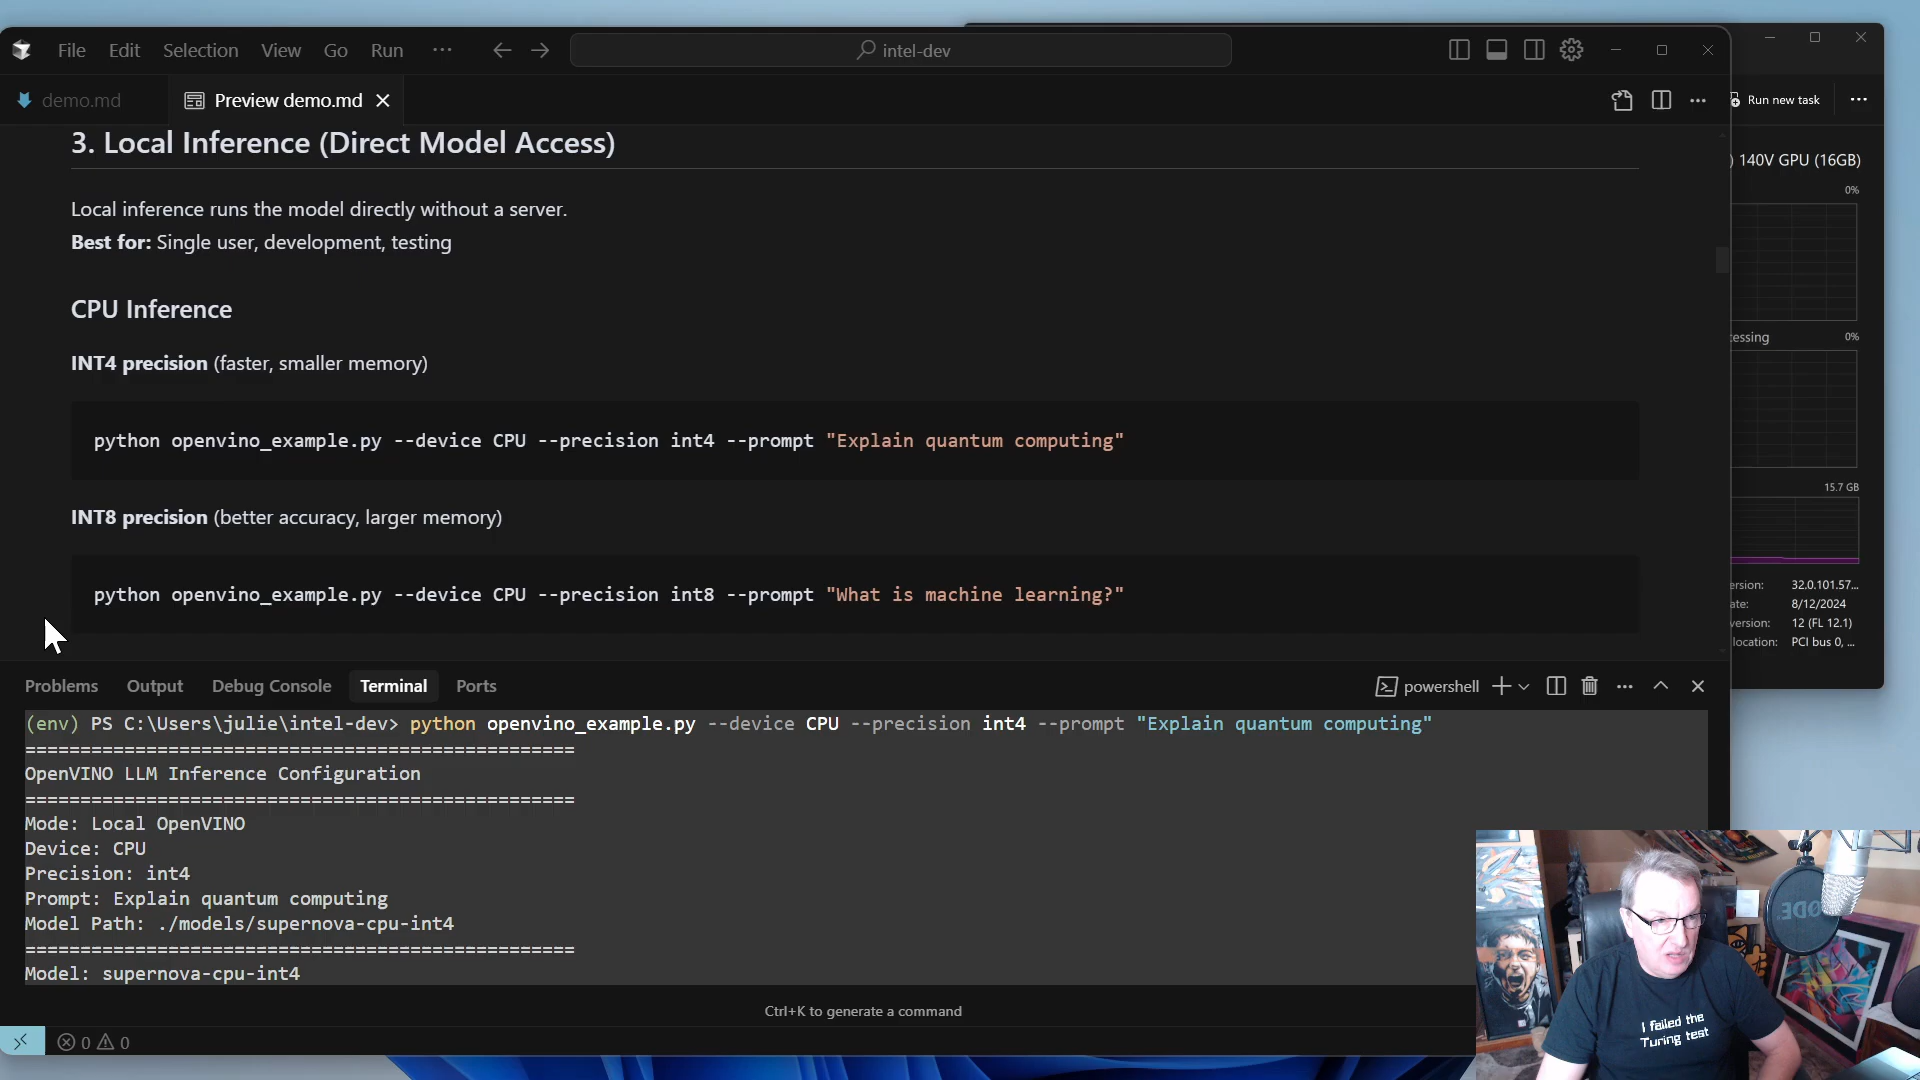 File Edit Selection View Go Run ···
intel-dev
demo.md
Preview demo.md
Run new task
3. Local Inference (Direct Model Access)
Local inference runs the model directly without a server.
Best for: Single user, development, testing
CPU Inference
INT4 precision (faster, smaller memory)
python openvino_example.py --device CPU --precision int4 --prompt "Explain quantum computing"
INT8 precision (better accuracy, larger memory)
python openvino_example.py --device CPU --precision int8 --prompt "What is machine learning?"
) 140V GPU (16GB)
0%
essing 0%
15.7 GB
ersion: 32.0.101.57...
ate: 8/12/2024
version: 12 (FL 12.1)
location: PCI bus 0, ...
Problems Output Debug Console Terminal Ports
powershell
(env) PS C:\Users\julie\intel-dev> python openvino_example.py --device CPU --precision int4 --prompt "Explain quantum computing"
==================================================
OpenVINO LLM Inference Configuration
==================================================
Mode: Local OpenVINO
Device: CPU
Precision: int4
Prompt: Explain quantum computing
Model Path: ./models/supernova-cpu-int4
==================================================
Model: supernova-cpu-int4
Ctrl+K to generate a command
0 0
I failed the
Turing test